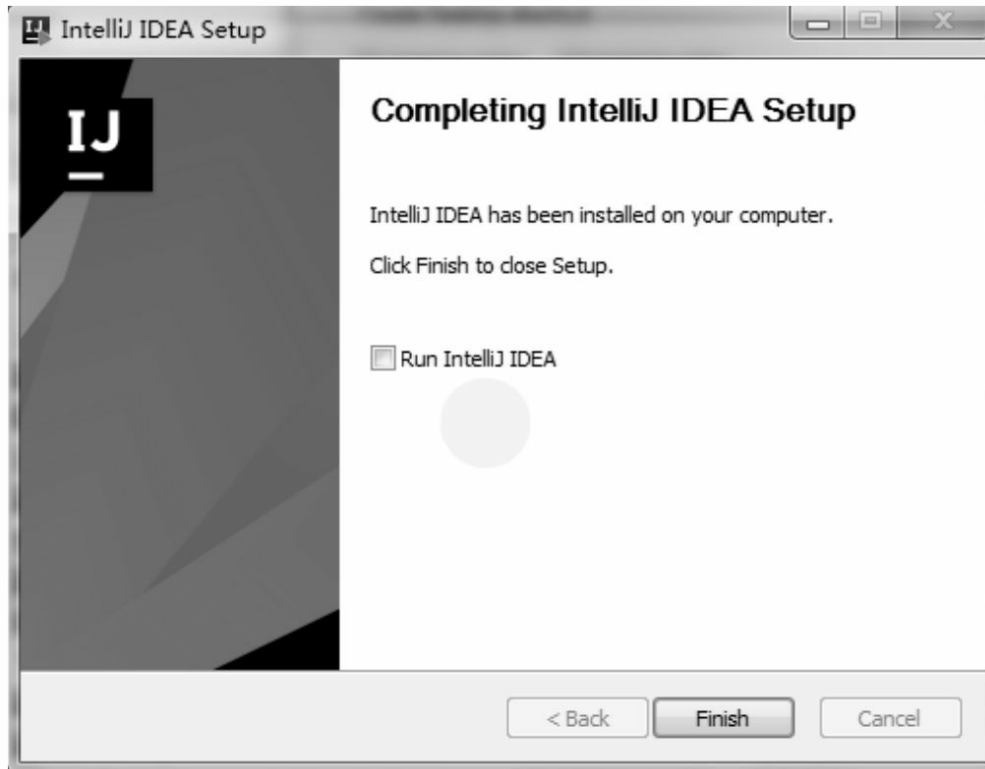 IntelliJ IDEA Setup
IJ
Completing IntelliJ IDEA Setup
IntelliJ IDEA has been installed on your computer.
Click Finish to close Setup.
Run IntelliJ IDEA
< Back Finish Cancel